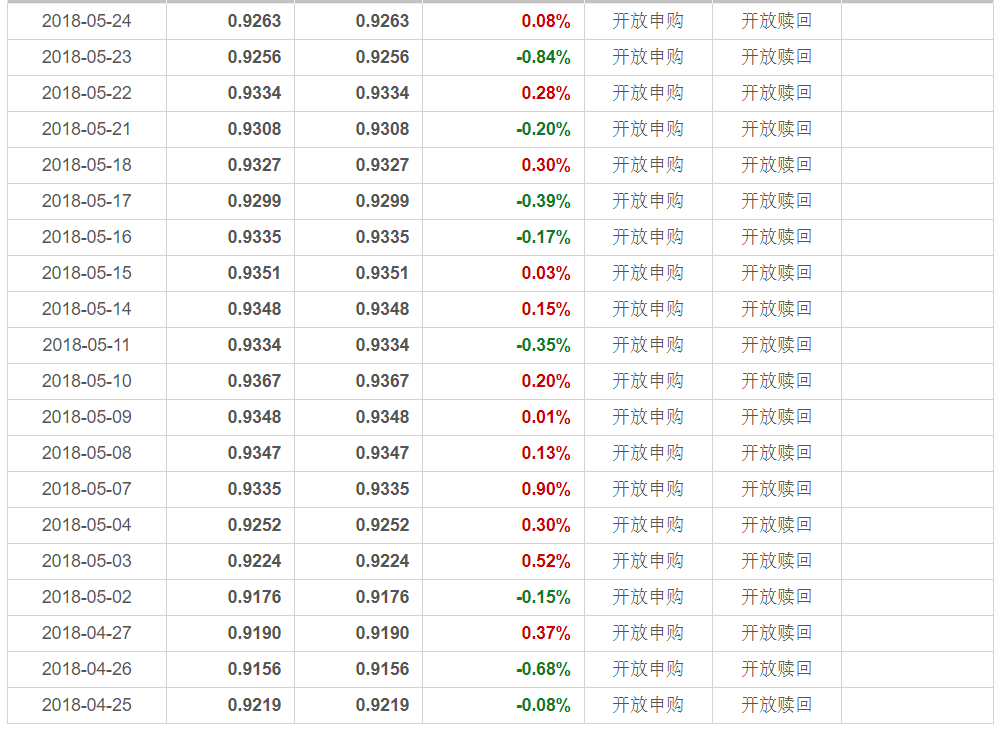 2018-05-24 0.9263 0.9263 0.08% 开放申购 开放赎回
2018-05-23 0.9256 0.9256 -0.84% 开放申购 开放赎回
2018-05-22 0.9334 0.9334 0.28% 开放申购 开放赎回
2018-05-21 0.9308 0.9308 -0.20% 开放申购 开放赎回
2018-05-18 0.9327 0.9327 0.30% 开放申购 开放赎回
2018-05-17 0.9299 0.9299 -0.39% 开放申购 开放赎回
2018-05-16 0.9335 0.9335 -0.17% 开放申购 开放赎回
2018-05-15 0.9351 0.9351 0.03% 开放申购 开放赎回
2018-05-14 0.9348 0.9348 0.15% 开放申购 开放赎回
2018-05-11 0.9334 0.9334 -0.35% 开放申购 开放赎回
2018-05-10 0.9367 0.9367 0.20% 开放申购 开放赎回
2018-05-09 0.9348 0.9348 0.01% 开放申购 开放赎回
2018-05-08 0.9347 0.9347 0.13% 开放申购 开放赎回
2018-05-07 0.9335 0.9335 0.90% 开放申购 开放赎回
2018-05-04 0.9252 0.9252 0.30% 开放申购 开放赎回
2018-05-03 0.9224 0.9224 0.52% 开放申购 开放赎回
2018-05-02 0.9176 0.9176 -0.15% 开放申购 开放赎回
2018-04-27 0.9190 0.9190 0.37% 开放申购 开放赎回
2018-04-26 0.9156 0.9156 -0.68% 开放申购 开放赎回
2018-04-25 0.9219 0.9219 -0.08% 开放申购 开放赎回